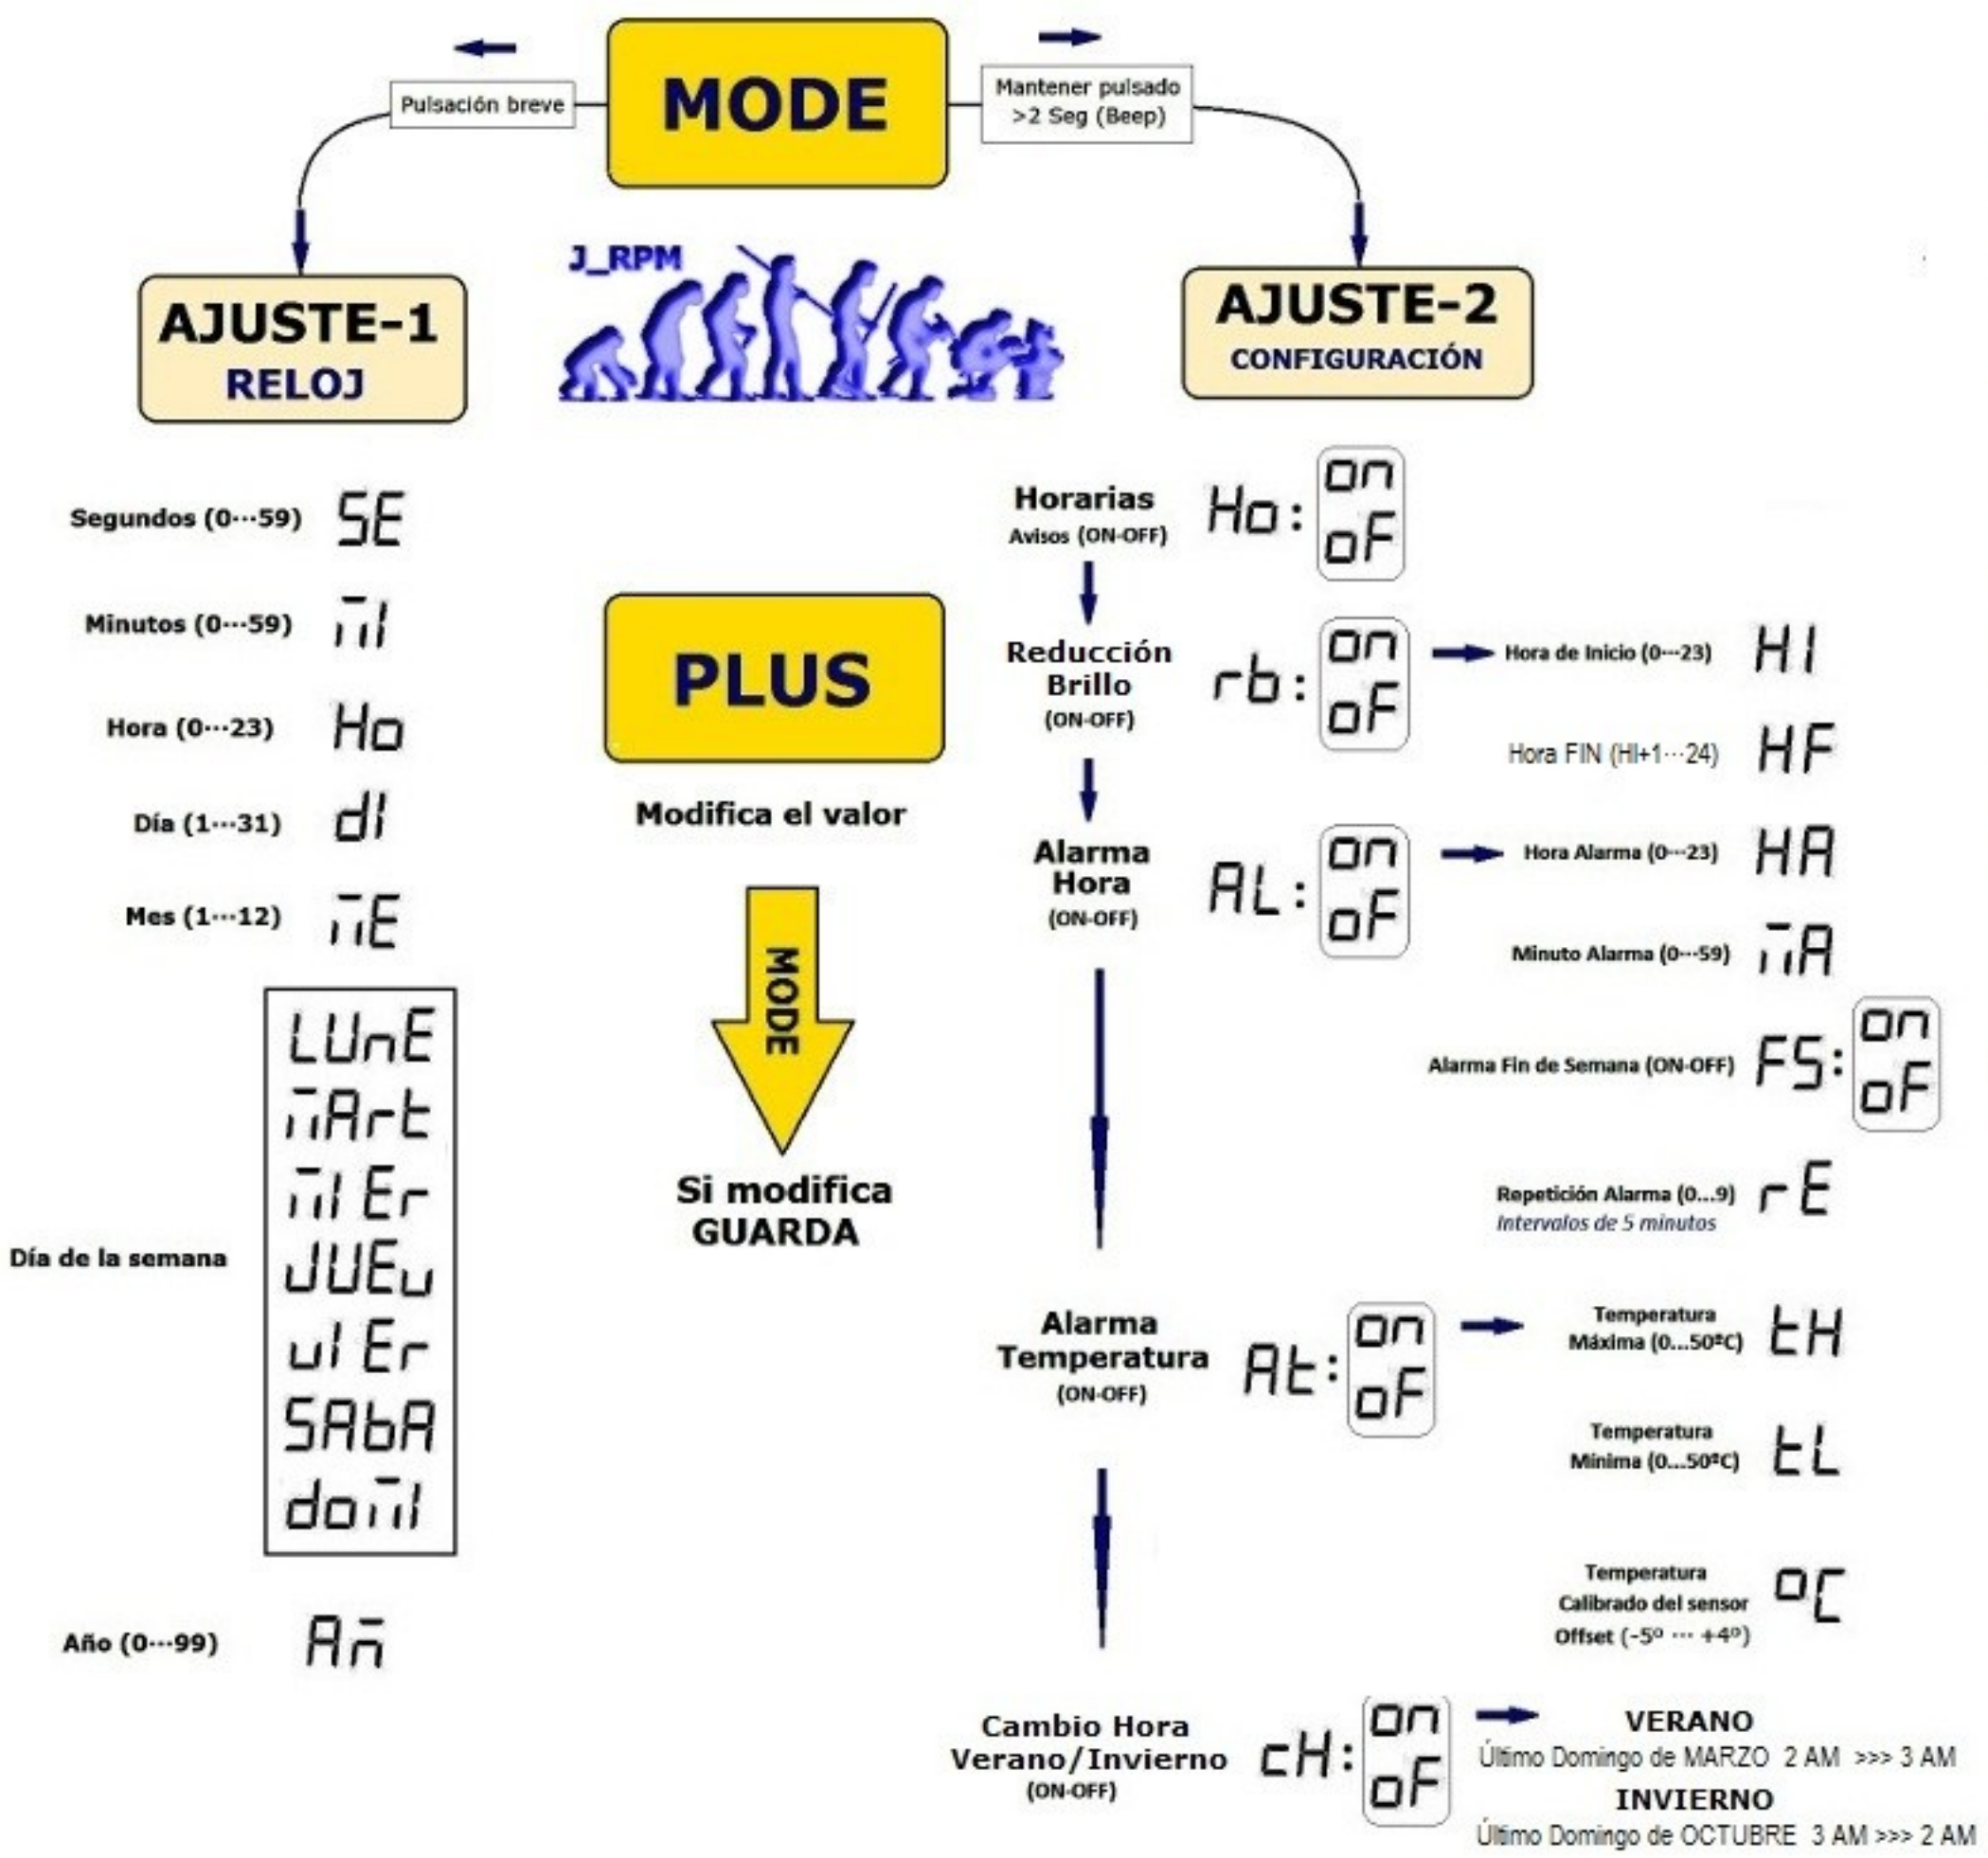 MODE
Pulsación breve
Mantener pulsado
>2 Seg (Beep)
J_RPM
AJUSTE-1
RELOJ
Segundos (0···59) SE
Minutos (0···59) m̄I
Hora (0···23) Ho
Día (1···31) dI
Mes (1···12) m̄E
Día de la semana
LUnE
m̄Art
m̄IEr
JUEu
uIEr
SAbA
dom̄I
Año (0···99) An̄
PLUS
Modifica el valor
MODE
Si modifica
GUARDA
AJUSTE-2
CONFIGURACIÓN
Horarias
Avisos (ON-OFF)
Ho:
on
oF
Reducción
Brillo
(ON-OFF)
rb:
on
oF
Hora de Inicio (0···23) HI
Hora FIN (HI+1···24) HF
Alarma
Hora
(ON-OFF)
AL:
on
oF
Hora Alarma (0···23) HA
Minuto Alarma (0···59) m̄A
Alarma Fin de Semana (ON-OFF) FS:
on
oF
Repetición Alarma (0...9) rE
Intervalos de 5 minutos
Alarma
Temperatura
(ON-OFF)
At:
on
oF
Temperatura
Máxima (0...50ºC) tH
Temperatura
Mínima (0...50ºC) tL
Temperatura
Calibrado del sensor
Offset (-5º ··· +4º)
ºC
Cambio Hora
Verano/Invierno
(ON-OFF)
cH:
on
oF
VERANO
Último Domingo de MARZO 2 AM >>> 3 AM
INVIERNO
Último Domingo de OCTUBRE 3 AM >>> 2 AM